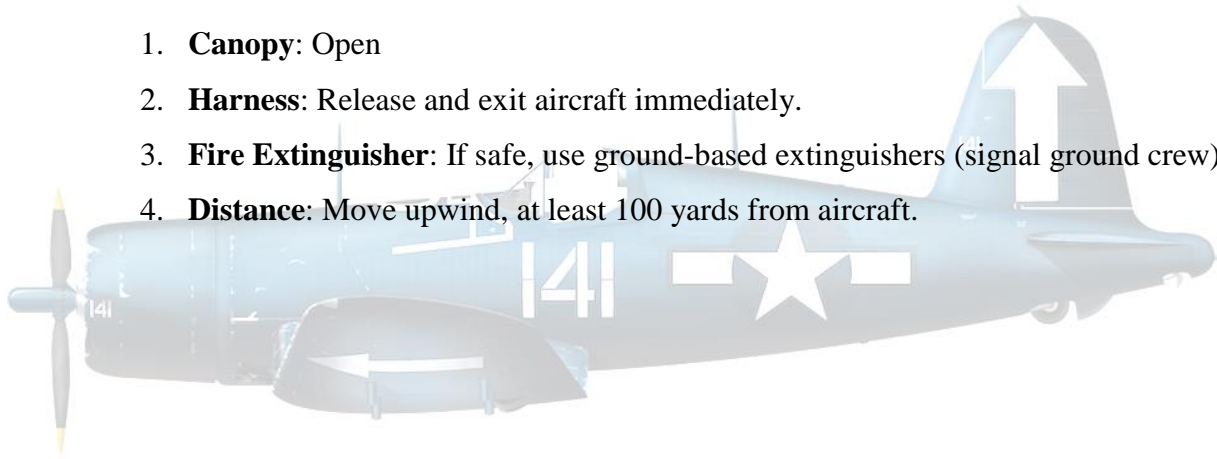 1. Canopy: Open
2. Harness: Release and exit aircraft immediately.
3. Fire Extinguisher: If safe, use ground-based extinguishers (signal ground crew)
4. Distance: Move upwind, at least 100 yards from aircraft.
141
141
141